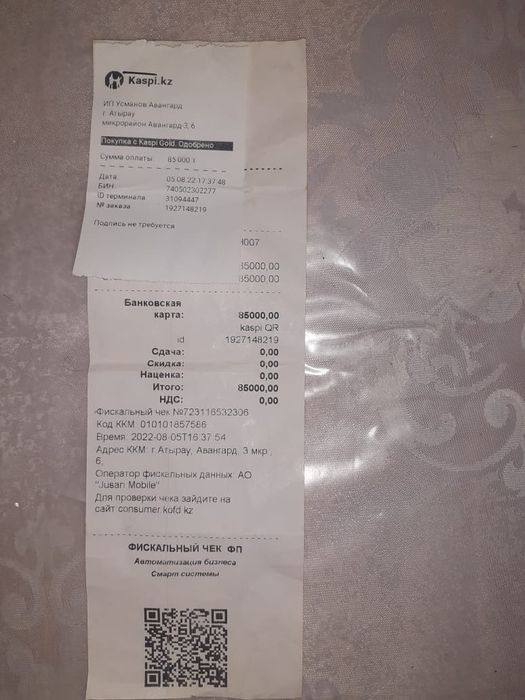 Kaspi.kz
ИП Усманов Авангард
г. Атырау
микрорайон Авангард-3, 6
Покупка с Kaspi Gold. Одобрено
Сумма оплаты 85 000 т
Дата 05.08.22 17:37:48
БИН 740502302277
ID терминала 31094447
№ заказа 1927148219
Подпись не требуется
Н007
85000,00
85000,00
Банковская
карта: 85000,00
kaspi QR
id 1927148219
Сдача: 0,00
Скидка: 0,00
Наценка: 0,00
Итого: 85000,00
НДС: 0,00
Фискальный чек №723116532306
Код ККМ: 010101857586
Время: 2022-08-05T16:37:54
Адрес ККМ: г Атырау, Авангард, 3 мкр ,
6,
Оператор фискальных данных: АО
"Jusan Mobile"
Для проверки чека зайдите на
сайт consumer.kofd.kz
ФИСКАЛЬНЫЙ ЧЕК ФП
Автоматизация бизнеса
Смарт системы